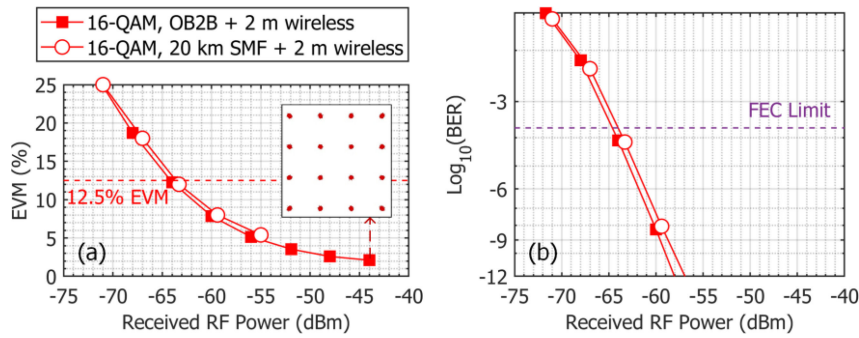 16-QAM, OB2B + 2 m wireless
16-QAM, 20 km SMF + 2 m wireless
25
20
15
10
5
0
EVM (%)
12.5% EVM
(a)
-75 -70 -65 -60 -55 -50 -45 -40
Received RF Power (dBm)
-3
-6
-9
-12
Log10(BER)
FEC Limit
(b)
-75 -70 -65 -60 -55 -50 -45 -40
Received RF Power (dBm)